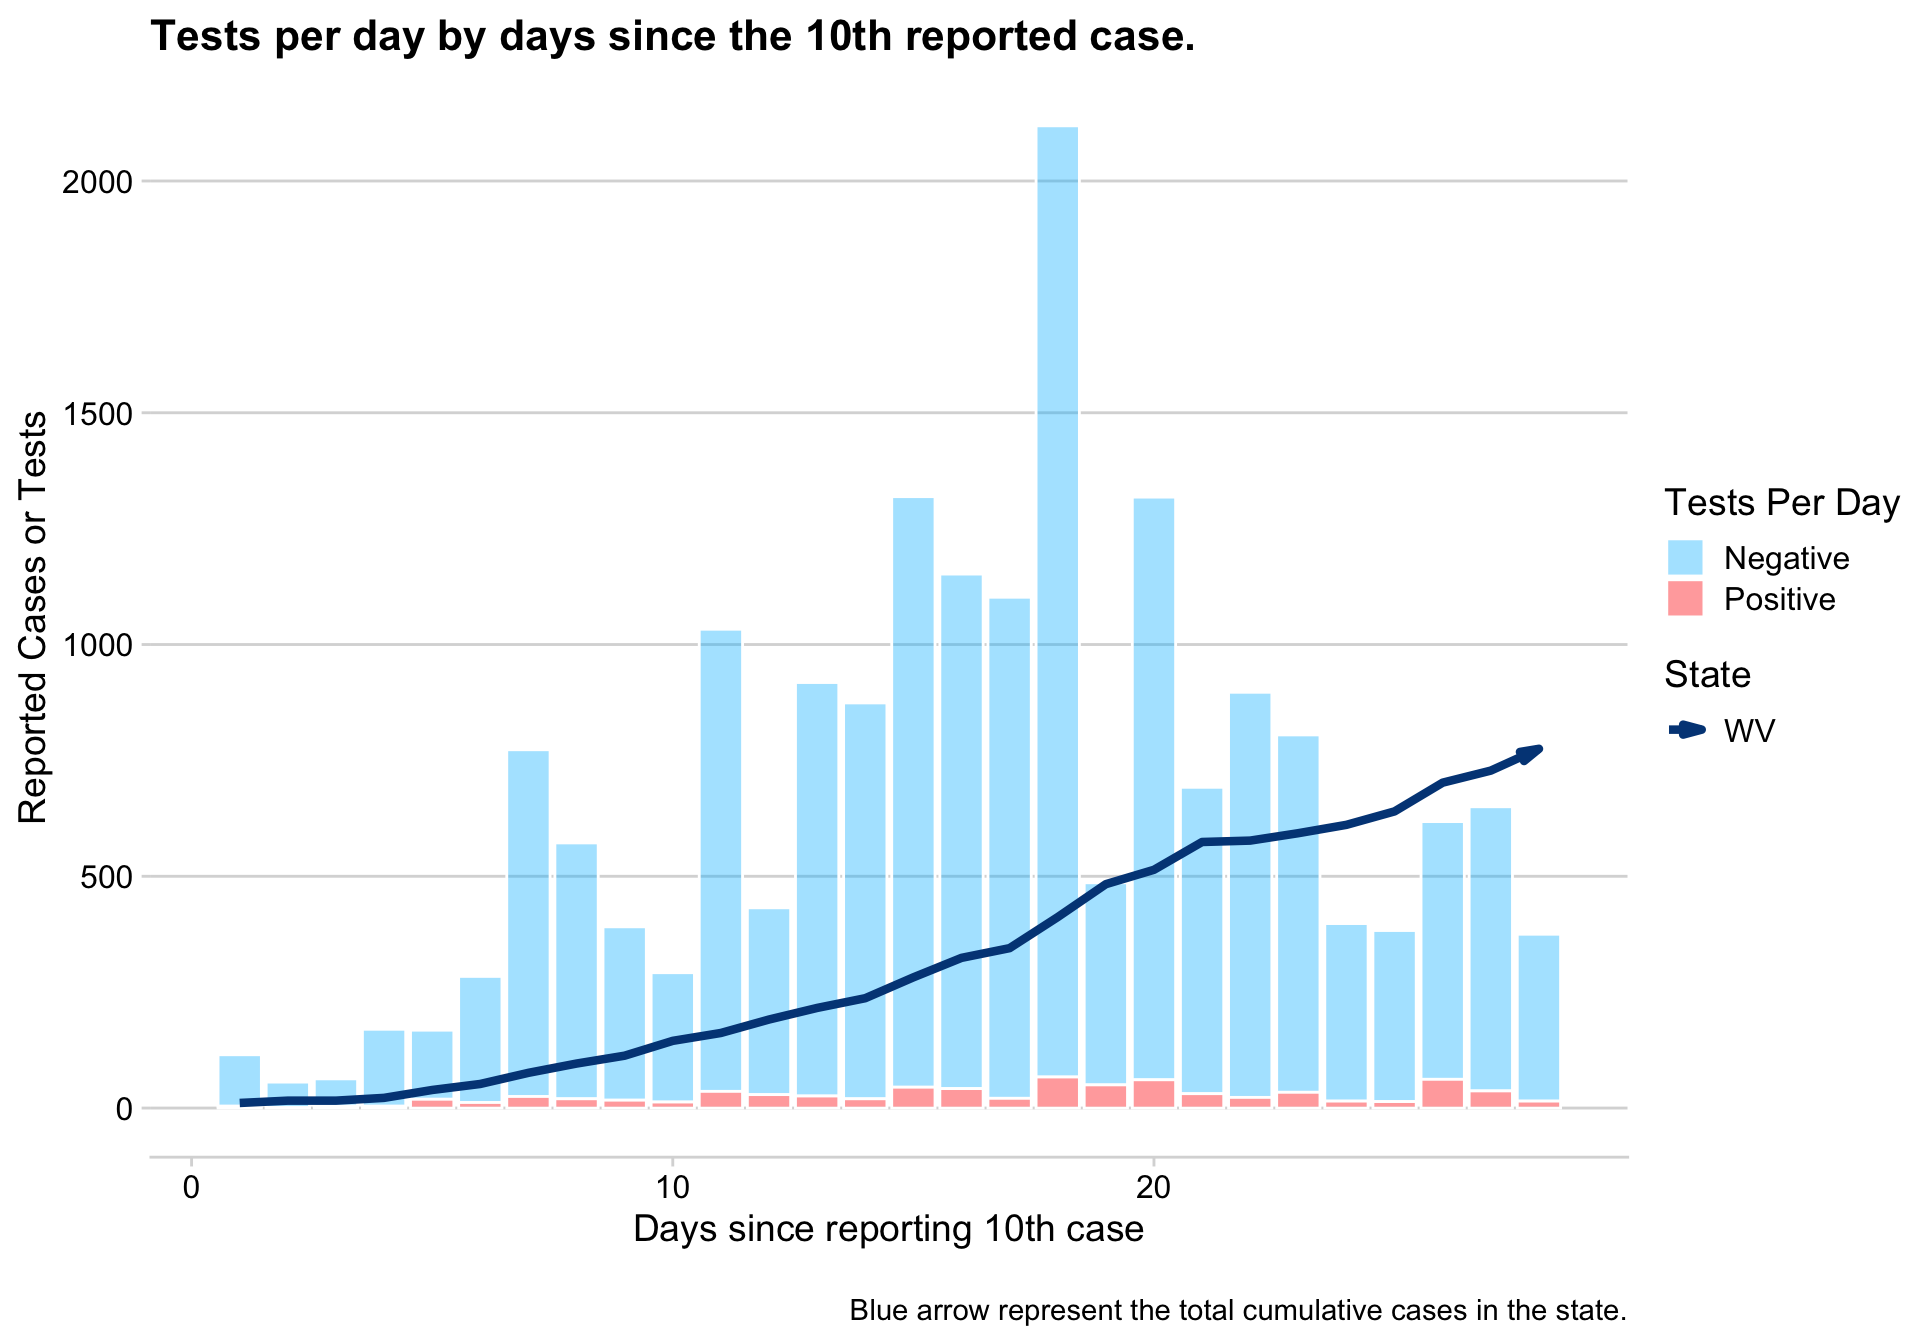 Tests per day by days since the 10th reported case.
Reported Cases or Tests
2000
1500
1000
500
0
0 10 20
Days since reporting 10th case
Tests Per Day
Negative
Positive
State
WV
Blue arrow represent the total cumulative cases in the state.